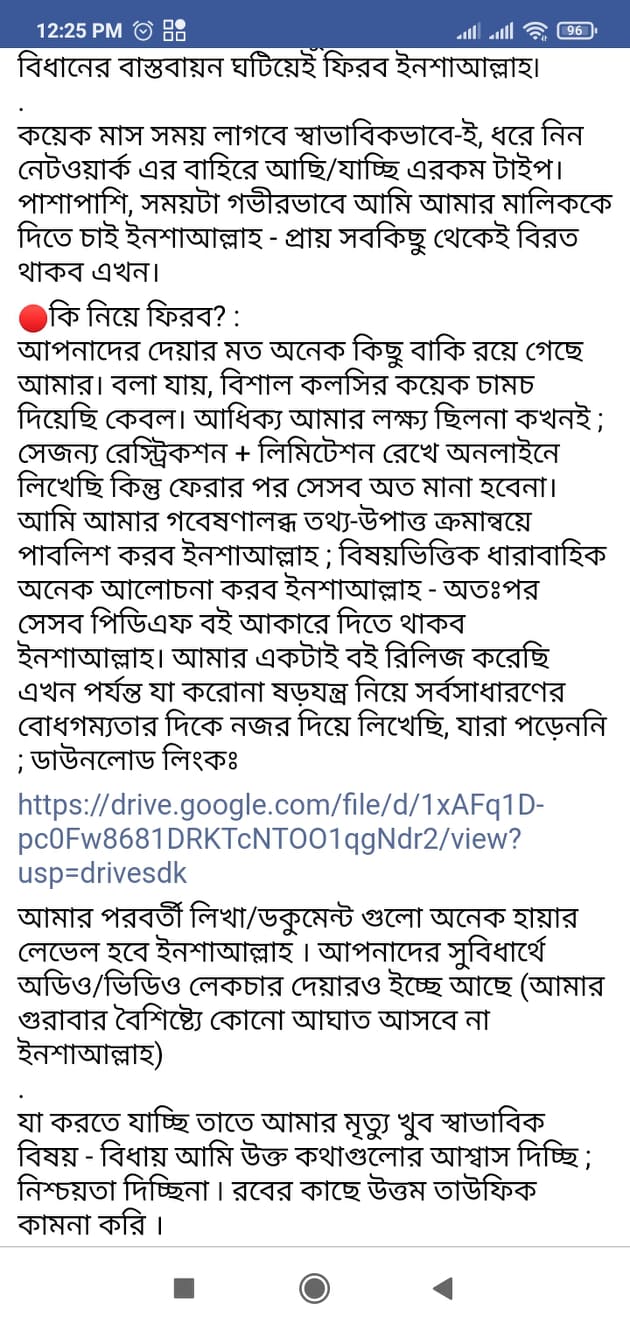 12:25 PM
96
বিধানের বাস্তবায়ন ঘটিয়েই ফিরব ইনশাআল্লাহ।
.
কয়েক মাস সময় লাগবে স্বাভাবিকভাবে-ই, ধরে নিন
নেটওয়ার্ক এর বাহিরে আছি/যাচ্ছি এরকম টাইপ।
পাশাপাশি, সময়টা গভীরভাবে আমি আমার মালিককে
দিতে চাই ইনশাআল্লাহ - প্রায় সবকিছু থেকেই বিরত
থাকব এখন।
🔴কি নিয়ে ফিরব? :
আপনাদের দেয়ার মত অনেক কিছু বাকি রয়ে গেছে
আমার। বলা যায়, বিশাল কলসির কয়েক চামচ
দিয়েছি কেবল। আধিক্য আমার লক্ষ্য ছিলনা কখনই ;
সেজন্য রেস্ট্রিকশন + লিমিটেশন রেখে অনলাইনে
লিখেছি কিন্তু ফেরার পর সেসব অত মানা হবেনা।
আমি আমার গবেষণালব্ধ তথ্য-উপাত্ত ক্রমান্বয়ে
পাবলিশ করব ইনশাআল্লাহ ; বিষয়ভিত্তিক ধারাবাহিক
অনেক আলোচনা করব ইনশাআল্লাহ - অতঃপর
সেসব পিডিএফ বই আকারে দিতে থাকব
ইনশাআল্লাহ। আমার একটাই বই রিলিজ করেছি
এখন পর্যন্ত যা করোনা ষড়যন্ত্র নিয়ে সর্বসাধারণের
বোধগম্যতার দিকে নজর দিয়ে লিখেছি, যারা পড়েননি
; ডাউনলোড লিংকঃ
https://drive.google.com/file/d/1xAFq1D-
pc0Fw8681DRKTcNTOO1qgNdr2/view?
usp=drivesdk
আমার পরবর্তী লিখা/ডকুমেন্ট গুলো অনেক হায়ার
লেভেল হবে ইনশাআল্লাহ । আপনাদের সুবিধার্থে
অডিও/ভিডিও লেকচার দেয়ারও ইচ্ছে আছে (আমার
গুরাবার বৈশিষ্ট্যে কোনো আঘাত আসবে না
ইনশাআল্লাহ)
.
যা করতে যাচ্ছি তাতে আমার মৃত্যু খুব স্বাভাবিক
বিষয় - বিধায় আমি উক্ত কথাগুলোর আশ্বাস দিচ্ছি ;
নিশ্চয়তা দিচ্ছিনা । রবের কাছে উত্তম তাউফিক
কামনা করি ।